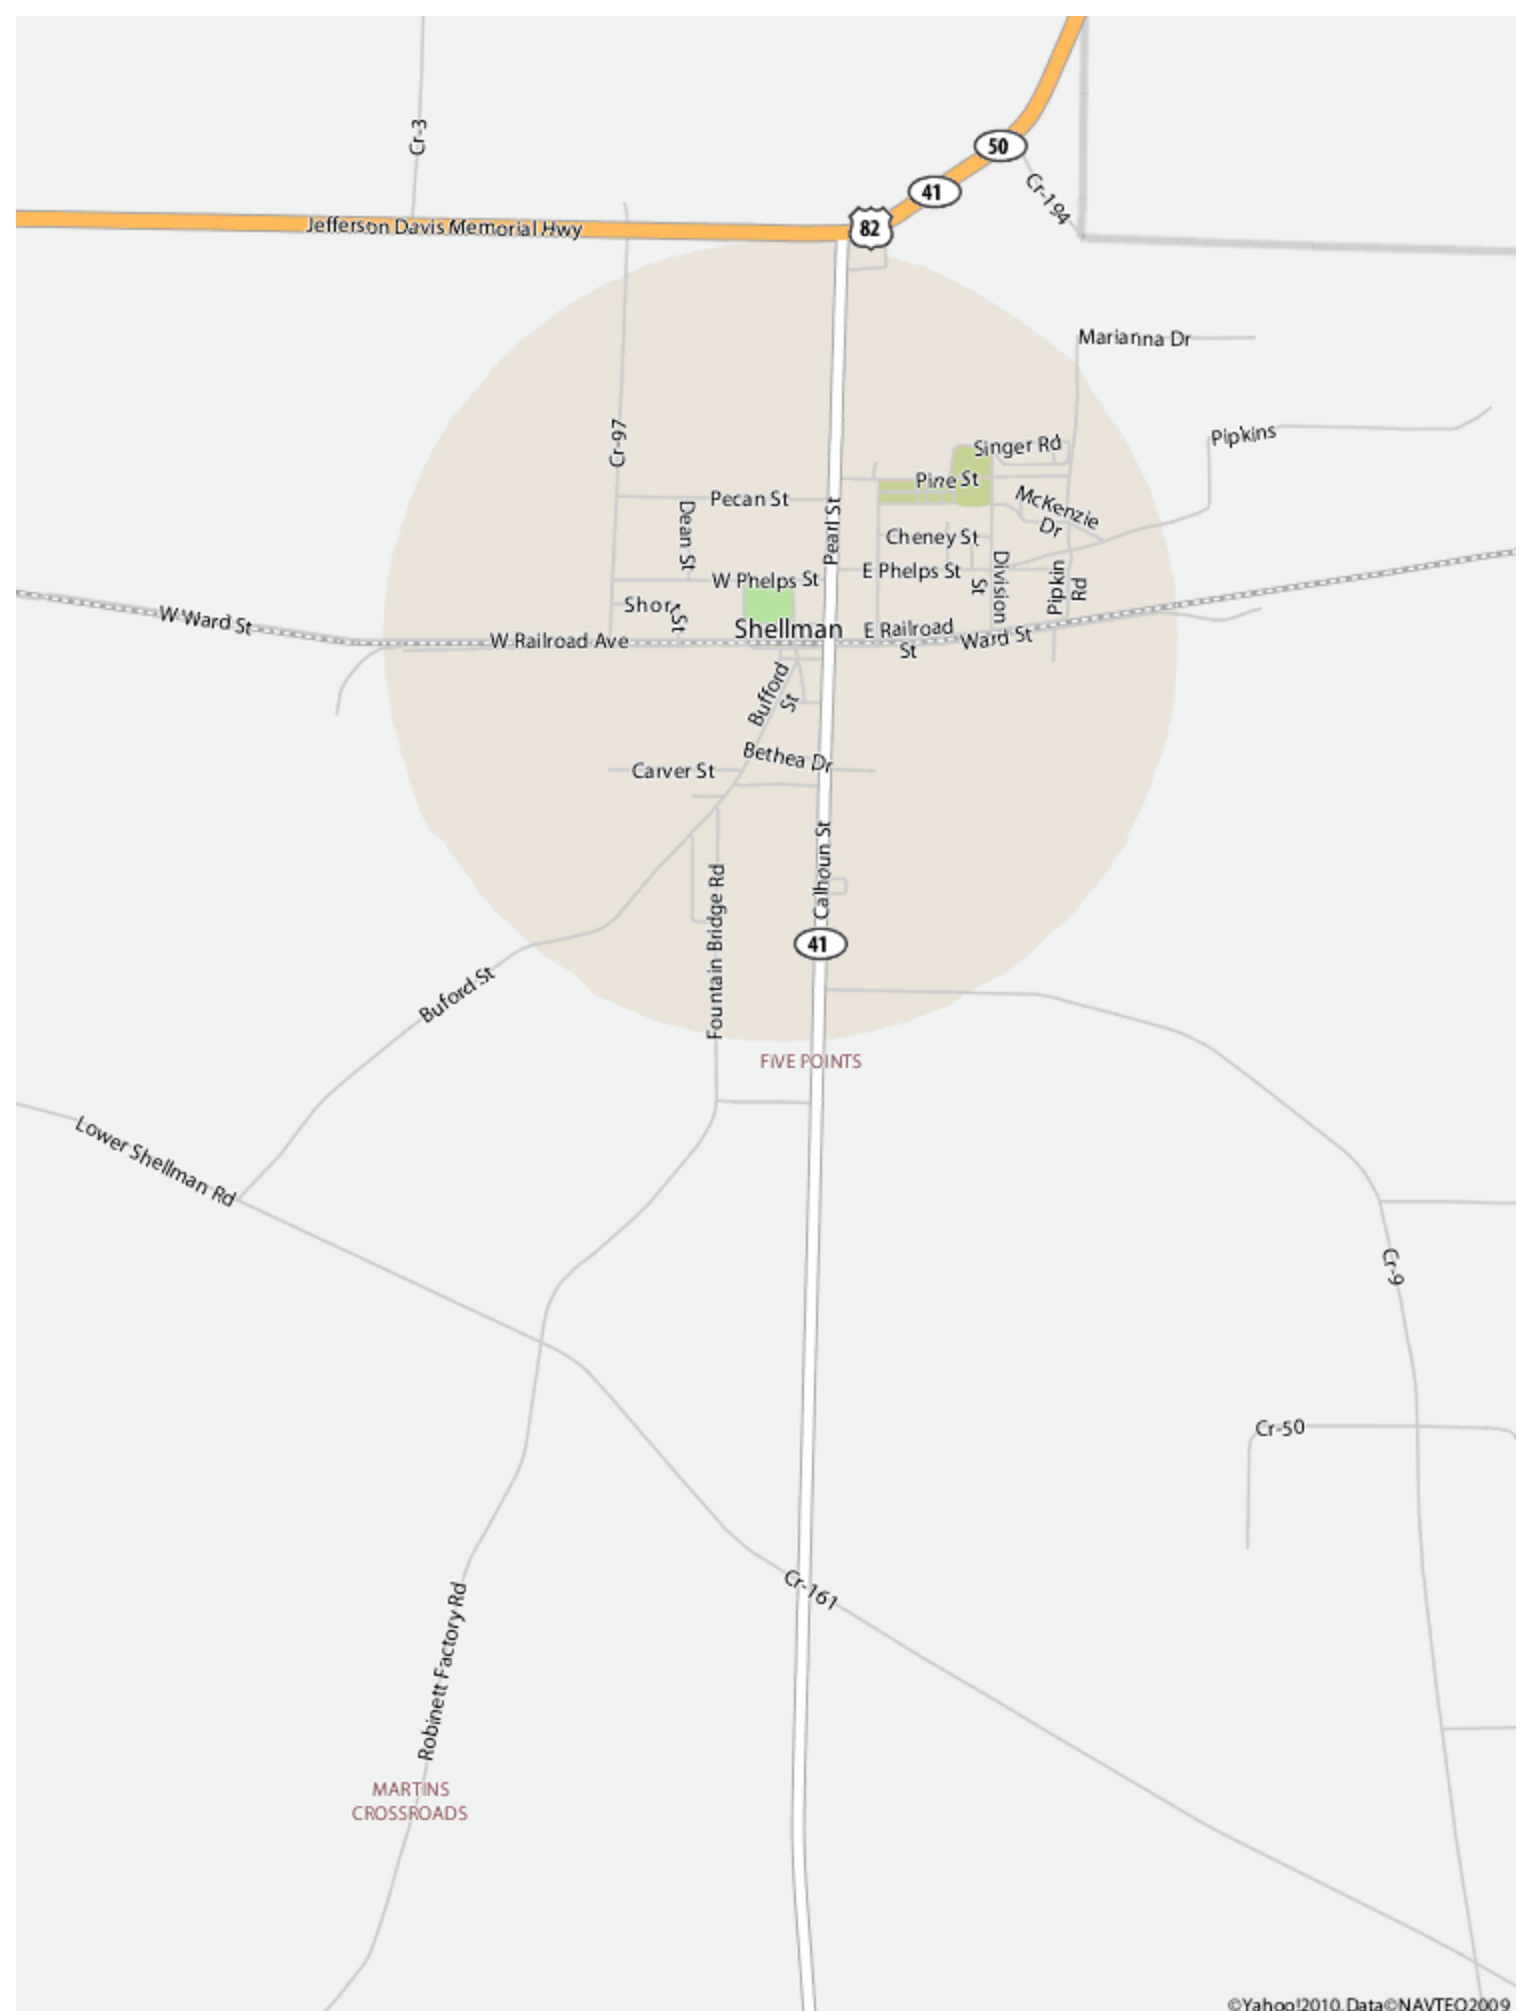 Cr-3
50
41
Cr-194
82
Jefferson Davis Memorial Hwy
Marianna Dr
Cr-97
Pipkins
Singer Rd
Pine St
Pecan St
McKenzie
Dr
Pearl St
Dean St
Cheney St
E Phelps St
St
Division
W Phelps St
Pipkin
Rd
Short
St
W Ward St
Shellman
E Railroad
St
Ward St
W Railroad Ave
Bufford
St
Bethea Dr
Carver St
Calhoun St
Fountain Bridge Rd
41
Buford St
FIVE POINTS
Lower Shellman Rd
Cr-9
Cr-50
Cr-161
Robinett Factory Rd
MARTINS
CROSSROADS
©Yahoo!2010,Data©NAVTEQ2009